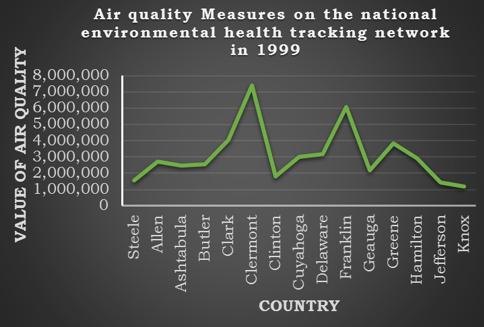 Air quality Measures on the national
environmental health tracking network
in 1999
VALUE OF AIR QUALITY
8,000,000
7,000,000
6,000,000
5,000,000
4,000,000
3,000,000
2,000,000
1,000,000
0
Steele
Allen
Ashtabula
Butler
Clark
Clermont
Clinton
Cuyahoga
Delaware
Franklin
Geauga
Greene
Hamilton
Jefferson
Knox
COUNTRY